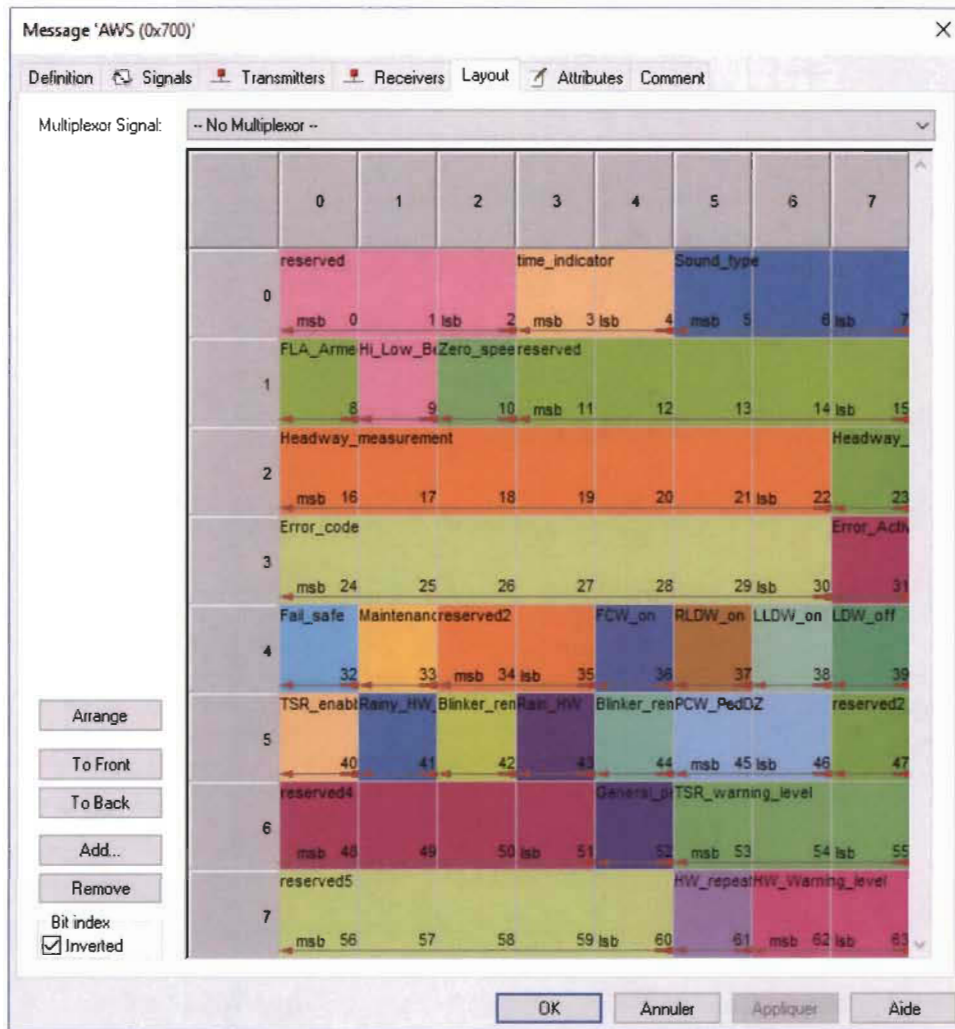 Message 'AWS (0x700)'
Definition Signals Transmitters Receivers Layout Attributes Comment
Multiplexor Signal: -- No Multiplexor --
0 1 2 3 4 5 6 7
reserved time_indicator Sound_type
0
msb 0 1 lsb 2 msb 3 lsb 4 msb 5 6 lsb 7
FLA_Arme Hi_Low_Be Zero_spee reserved
1
8 9 10 msb 11 12 13 14 lsb 15
Headway_measurement Headway_
2
msb 16 17 18 19 20 21 lsb 22 23
Error_code Error_Activ
3
msb 24 25 26 27 28 29 lsb 30 31
Fail_safe Maintenanc reserved2 FCW_on RLDW_on LLDW_on LDW_off
4
32 33 msb 34 lsb 35 36 37 38 39
TSR_enabl Rainy_HW_ Blinker_ren Rain_HW Blinker_ren PCW_PedDZ reserved2
5
40 41 42 43 44 msb 45 lsb 46 47
reserved4 TSR_warning_level
6
msb 48 49 50 lsb 51 52 msb 53 54 lsb 55
reserved5 HW_repeat HW_Warning_level
7
msb 56 57 58 59 lsb 60 61 msb 62 lsb 63
Arrange
To Front
To Back
Add...
Remove
Bit index
Inverted
OK Annuler Appliquer Aide